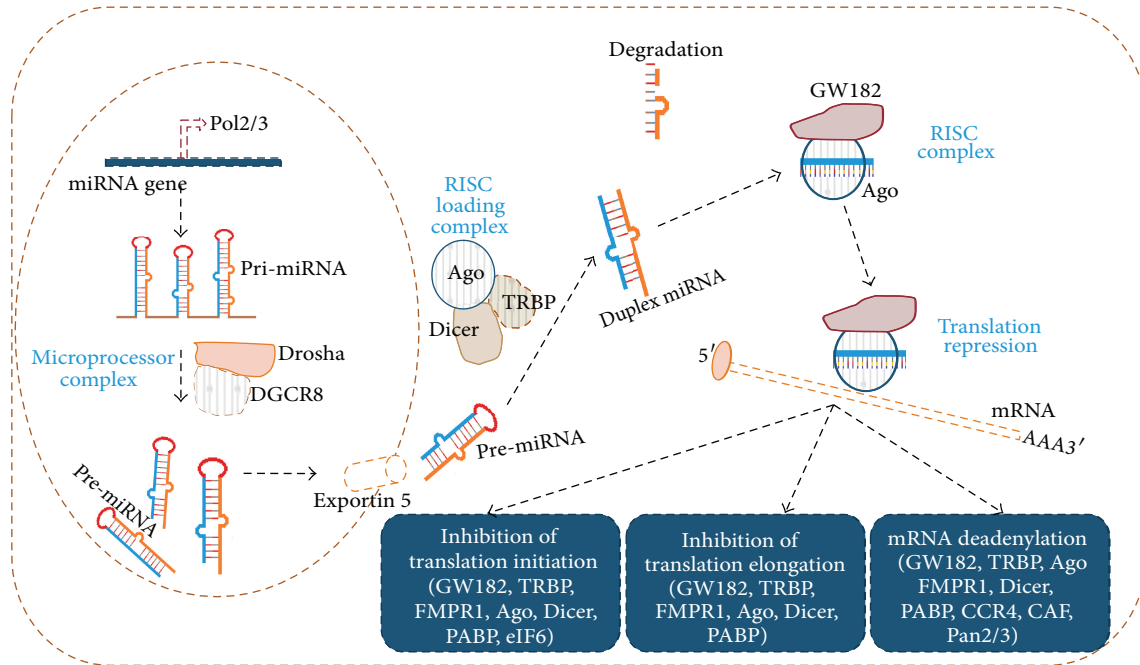 Degradation
GW182
RISC
complex
Ago
Pol2/3
miRNA gene
Pri-miRNA
RISC
loading
complex
Ago
TRBP
Dicer
Duplex miRNA
Microprocessor
complex
Drosha
DGCR8
Translation
repression
5′
mRNA
AAA3′
Pre-miRNA
Pre-miRNA
Exportin 5
Inhibition of
translation initiation
(GW182, TRBP,
FMPR1, Ago, Dicer,
PABP, eIF6)
Inhibition of
translation elongation
(GW182, TRBP,
FMPR1, Ago, Dicer,
PABP)
mRNA deadenylation
(GW182, TRBP, Ago
FMPR1, Dicer,
PABP, CCR4, CAF,
Pan2/3)